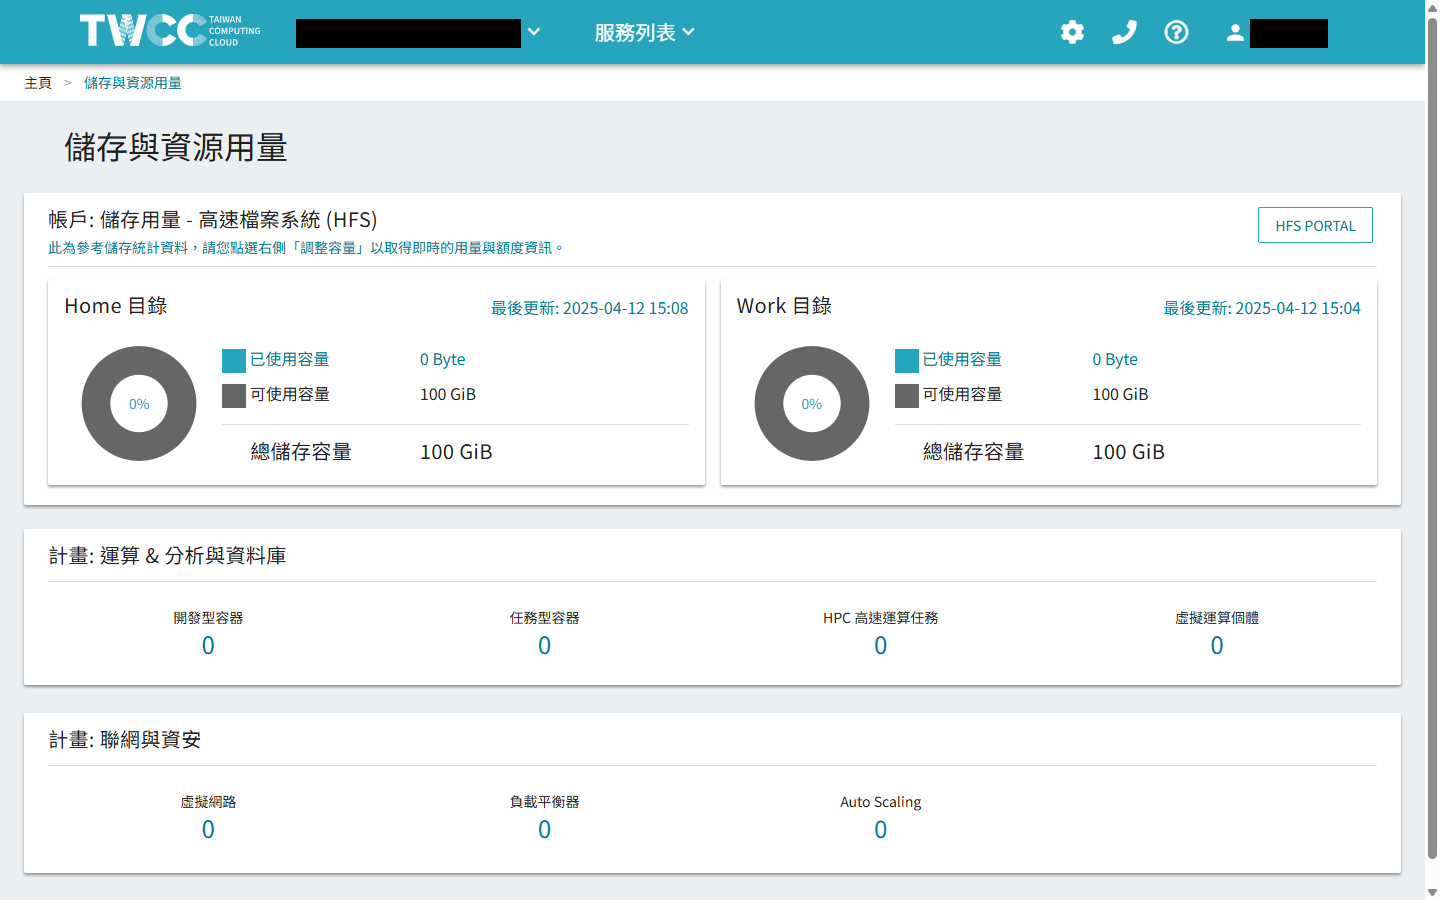 TWCC TAIWAN COMPUTING CLOUD
服務列表
主頁 > 儲存與資源用量
儲存與資源用量
帳戶: 儲存用量 - 高速檔案系統 (HFS)
HFS PORTAL
此為參考儲存統計資料，請您點選右側「調整容量」以取得即時的用量與額度資訊。
Home 目錄
最後更新: 2025-04-12 15:08
0%
已使用容量 0 Byte
可使用容量 100 GiB
總儲存容量 100 GiB
Work 目錄
最後更新: 2025-04-12 15:04
0%
已使用容量 0 Byte
可使用容量 100 GiB
總儲存容量 100 GiB
計畫: 運算 & 分析與資料庫
開發型容器
0
任務型容器
0
HPC 高速運算任務
0
虛擬運算個體
0
計畫: 聯網與資安
虛擬網路
0
負載平衡器
0
Auto Scaling
0